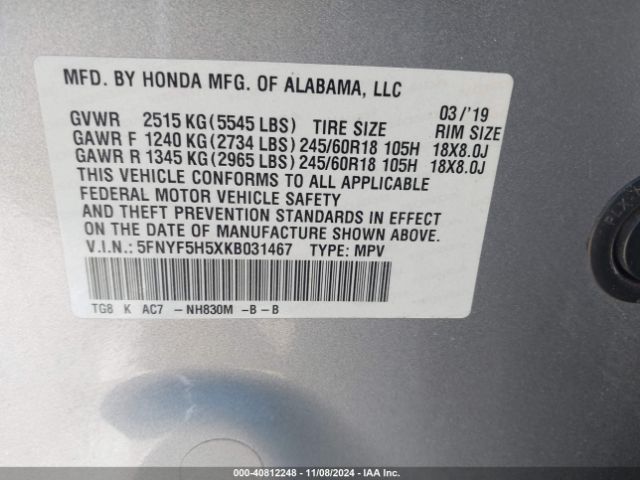 MFD. BY HONDA MFG. OF ALABAMA, LLC
03/'19
GVWR 2515 KG (5545 LBS) TIRE SIZE RIM SIZE
GAWR F 1240 KG (2734 LBS) 245/60R18 105H 18X8.0J
GAWR R 1345 KG (2965 LBS) 245/60R18 105H 18X8.0J
THIS VEHICLE CONFORMS TO ALL APPLICABLE
FEDERAL MOTOR VEHICLE SAFETY
AND THEFT PREVENTION STANDARDS IN EFFECT
ON THE DATE OF MANUFACTURE SHOWN ABOVE.
V.I.N.: 5FNYF5H5XKB031467 TYPE: MPV
TG8 K AC7 -NH830M -B-B
000-40812248 - 11/08/2024 - IAA Inc.